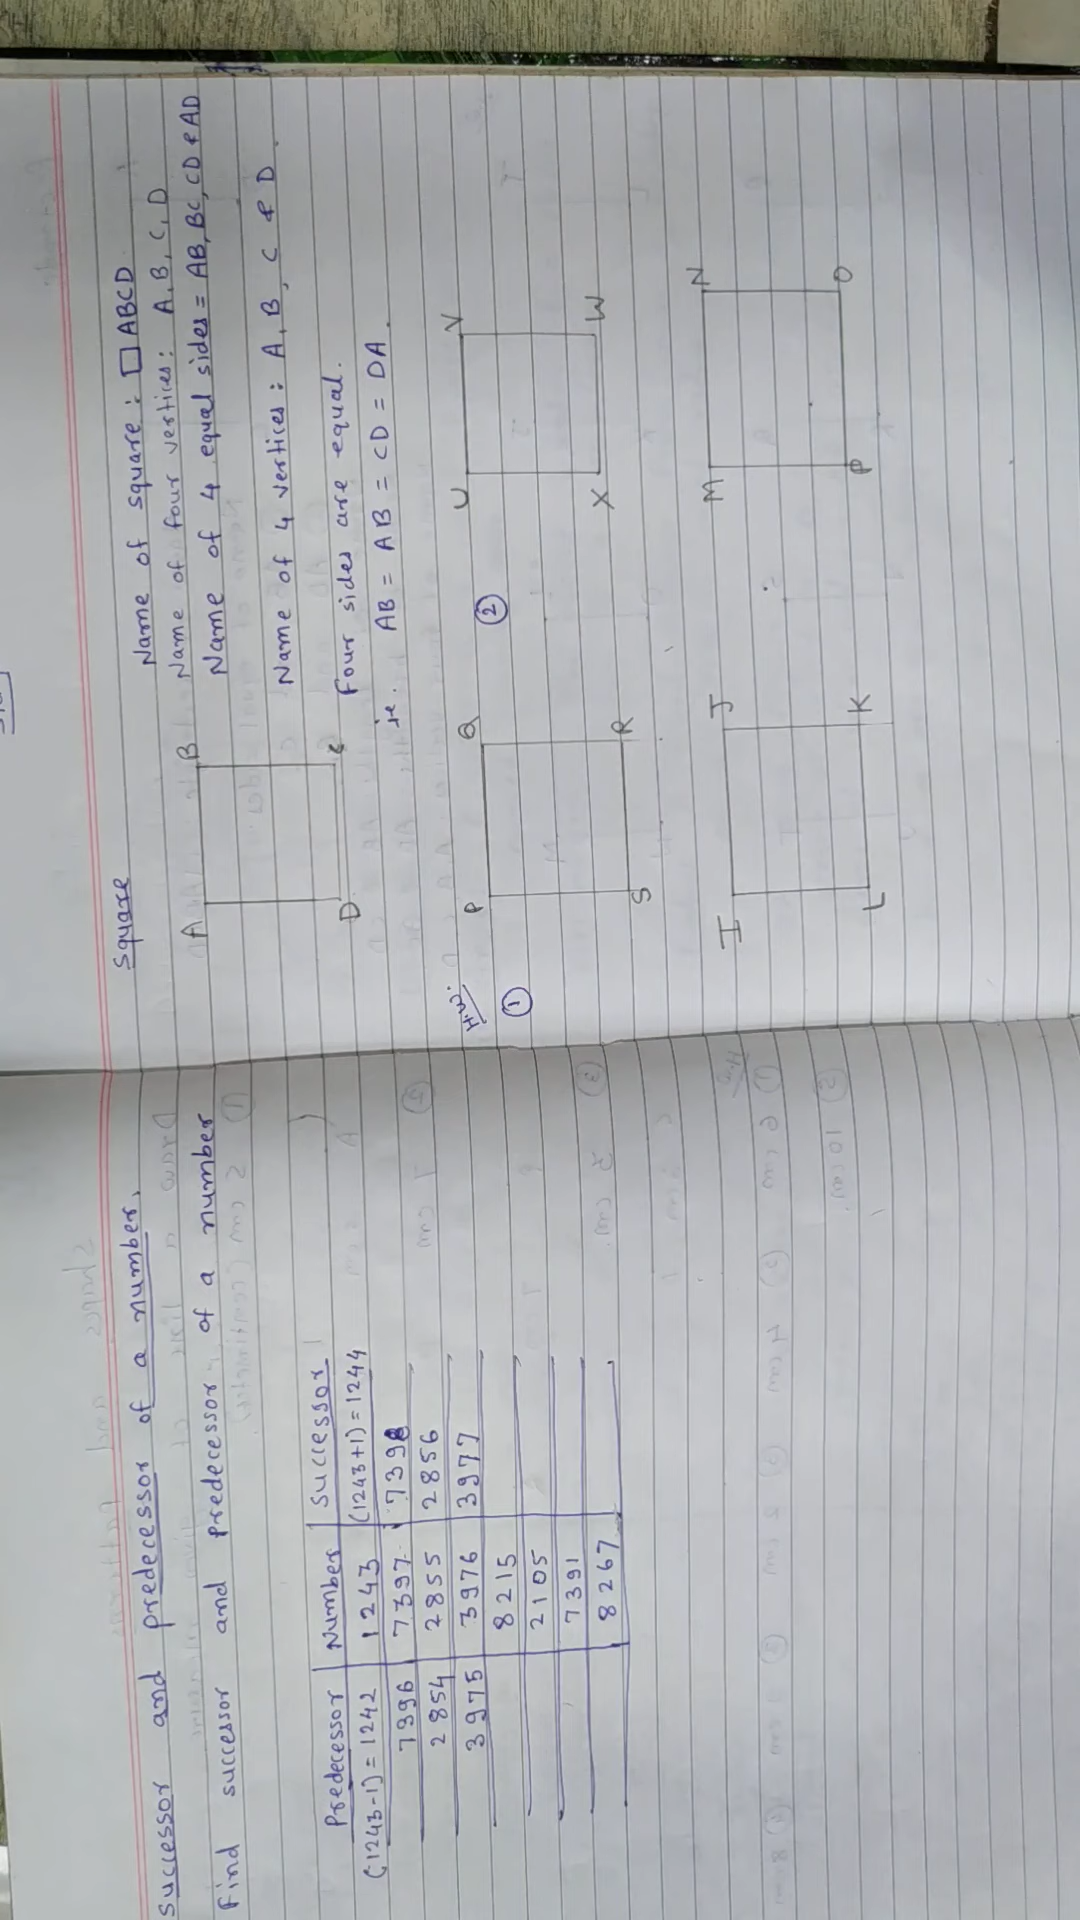 Successor and predecessor of a number.
Find successor and predecessor of a number
Predecessor Number Successor
(1243-1)=1242 1243 (1243+1)=1244
7396 7397 7398
2854 2855 2856
3975 3976 3977
8215
2105
7391
8267
Square
A B
D C
Name of square: □ABCD
Name of four vertices: A, B, C, D
Name of 4 equal sides = AB, BC, CD & AD
Name of 4 vertices: A, B, C & D
Four sides are equal.
ie. AB = AB = CD = DA
H.W.
① P Q ② U V
S R X W
I J M N
L K P O